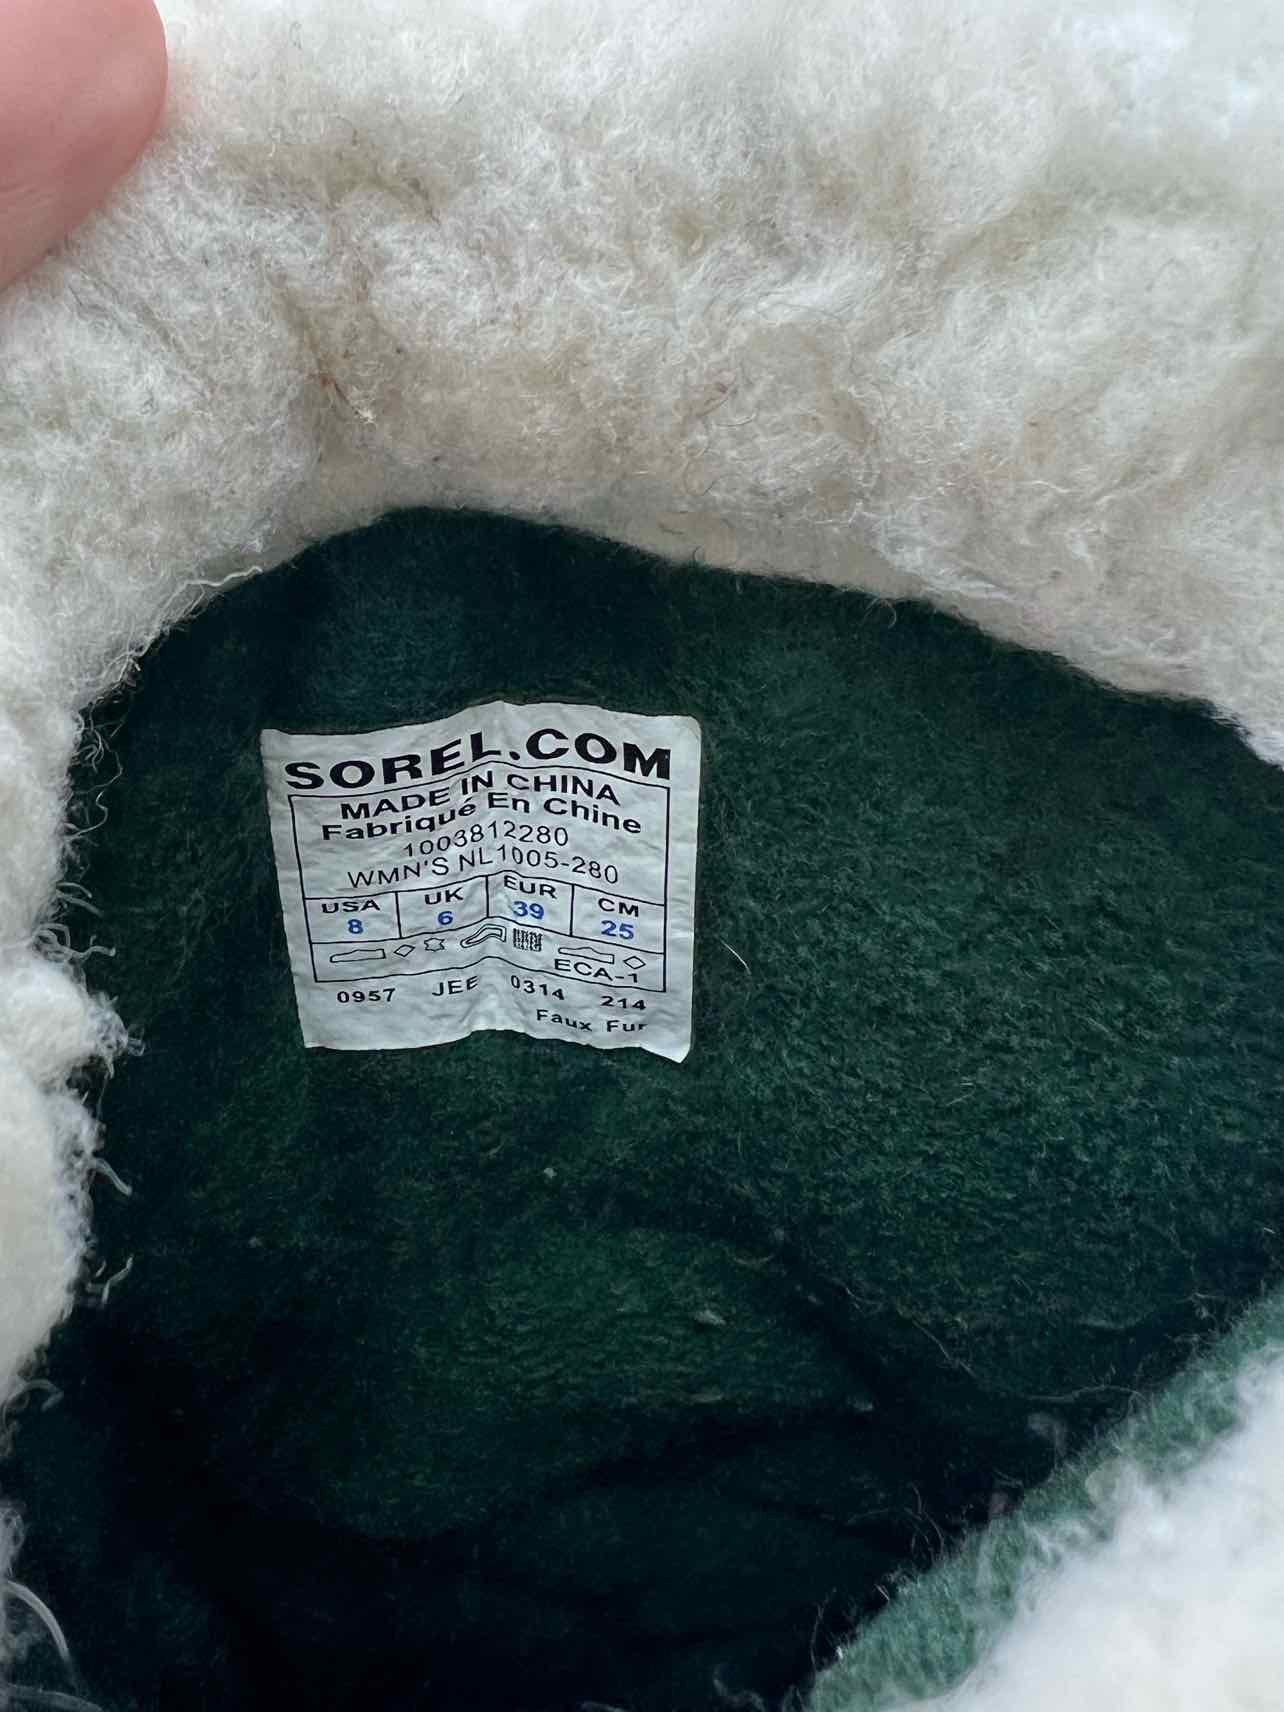 SOREL.COM
MADE IN CHINA
Fabriqué En Chine
1003812280
WMN'S NL1005-280
USA UK EUR CM
8 6 39 25
ECA-1
0957 JEE 0314 214
Faux Fur